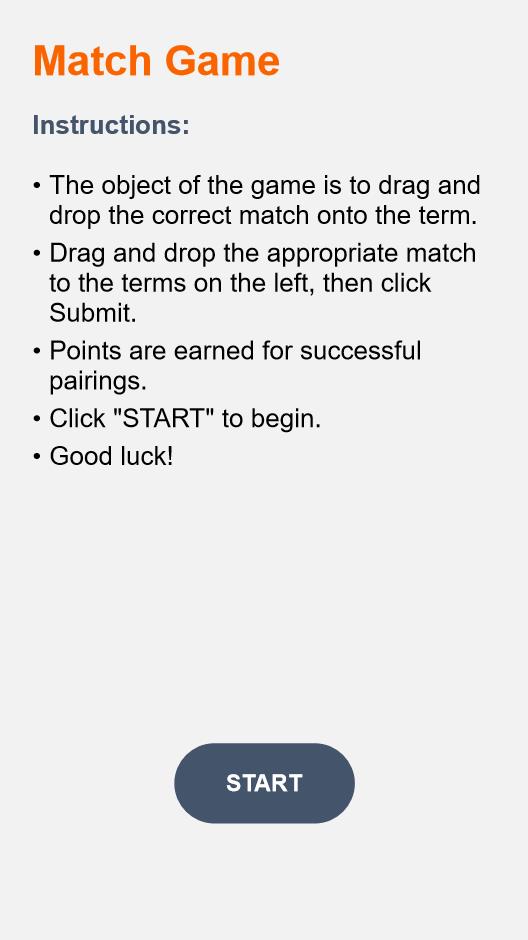 Match Game
Instructions:
• The object of the game is to drag and
drop the correct match onto the term.
• Drag and drop the appropriate match
to the terms on the left, then click
Submit.
• Points are earned for successful
pairings.
• Click "START" to begin.
• Good luck!
START